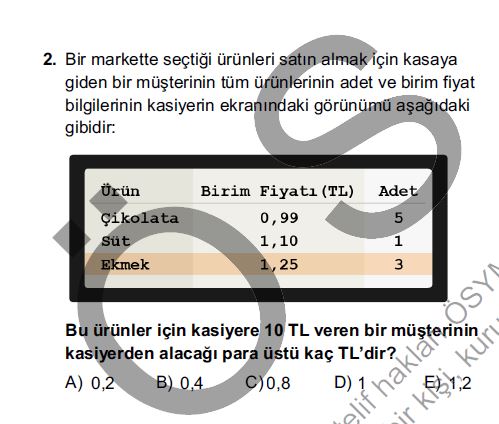 2. Bir markette seçtiği ürünleri satın almak için kasaya
giden bir müşterinin tüm ürünlerinin adet ve birim fiyat
bilgilerinin kasiyerin ekranındaki görünümü aşağıdaki
gibidir:
Ürün Birim Fiyatı(TL) Adet
Çikolata 0,99 5
Süt 1,10 1
Ekmek 1,25 3
Bu ürünler için kasiyere 10 TL veren bir müşterinin
kasiyerden alacağı para üstü kaç TL’dir?
A) 0,2 B) 0,4 C)0,8 D) 1 E) 1,2
ÖSYM
hakları
kişi,